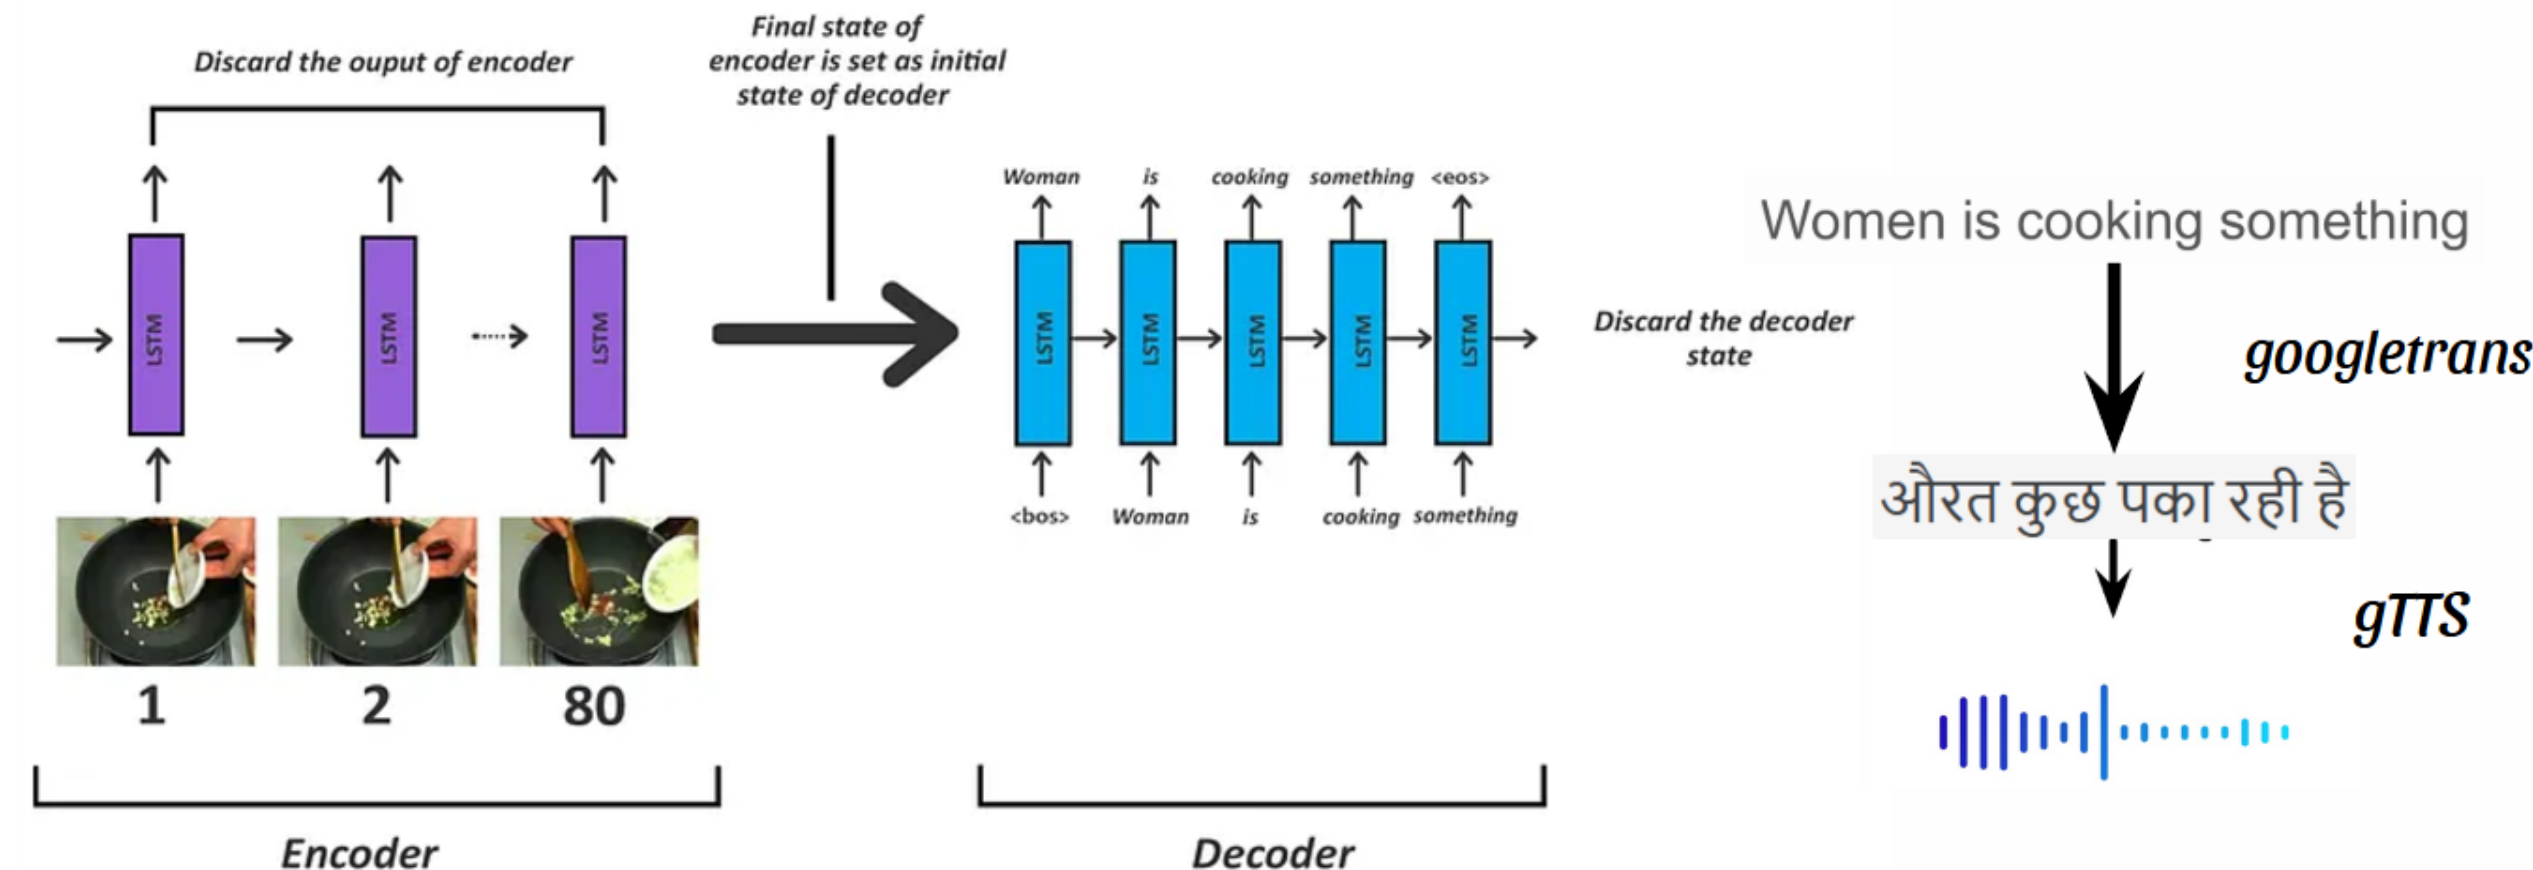 Discard the ouput of encoder
Final state of
encoder is set as initial
state of decoder
LSTM
LSTM
LSTM
1
2
80
Encoder
Woman
is
cooking
something
<eos>
LSTM
LSTM
LSTM
LSTM
LSTM
<bos>
Woman
is
cooking
something
Decoder
Discard the decoder
state
Women is cooking something
googletrans
औरत कुछ पका रही है
gTTS